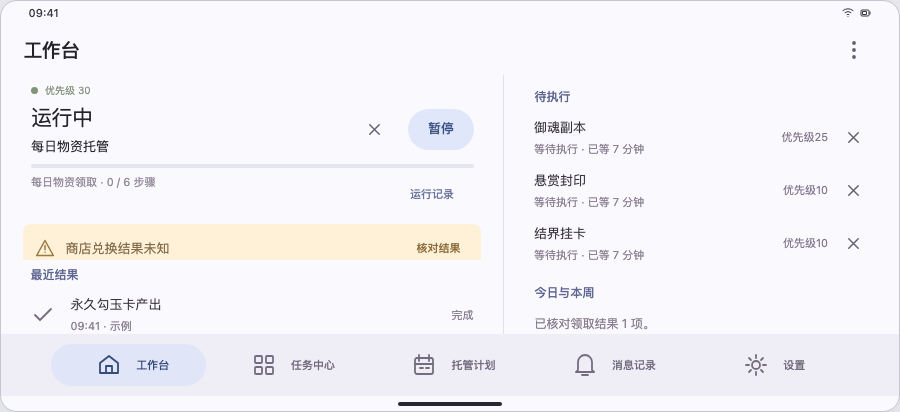 09:41
工作台
优先级 30
运行中
每日物资托管
暂停
每日物资领取 · 0 / 6 步骤
运行记录
商店兑换结果未知
核对结果
最近结果
永久勾玉卡产出
09:41 · 示例
完成
待执行
御魂副本
等待执行 · 已等 7 分钟
优先级25
悬赏封印
等待执行 · 已等 7 分钟
优先级10
结界挂卡
等待执行 · 已等 7 分钟
优先级10
今日与本周
已核对领取结果 1 项。
工作台
任务中心
托管计划
消息记录
设置